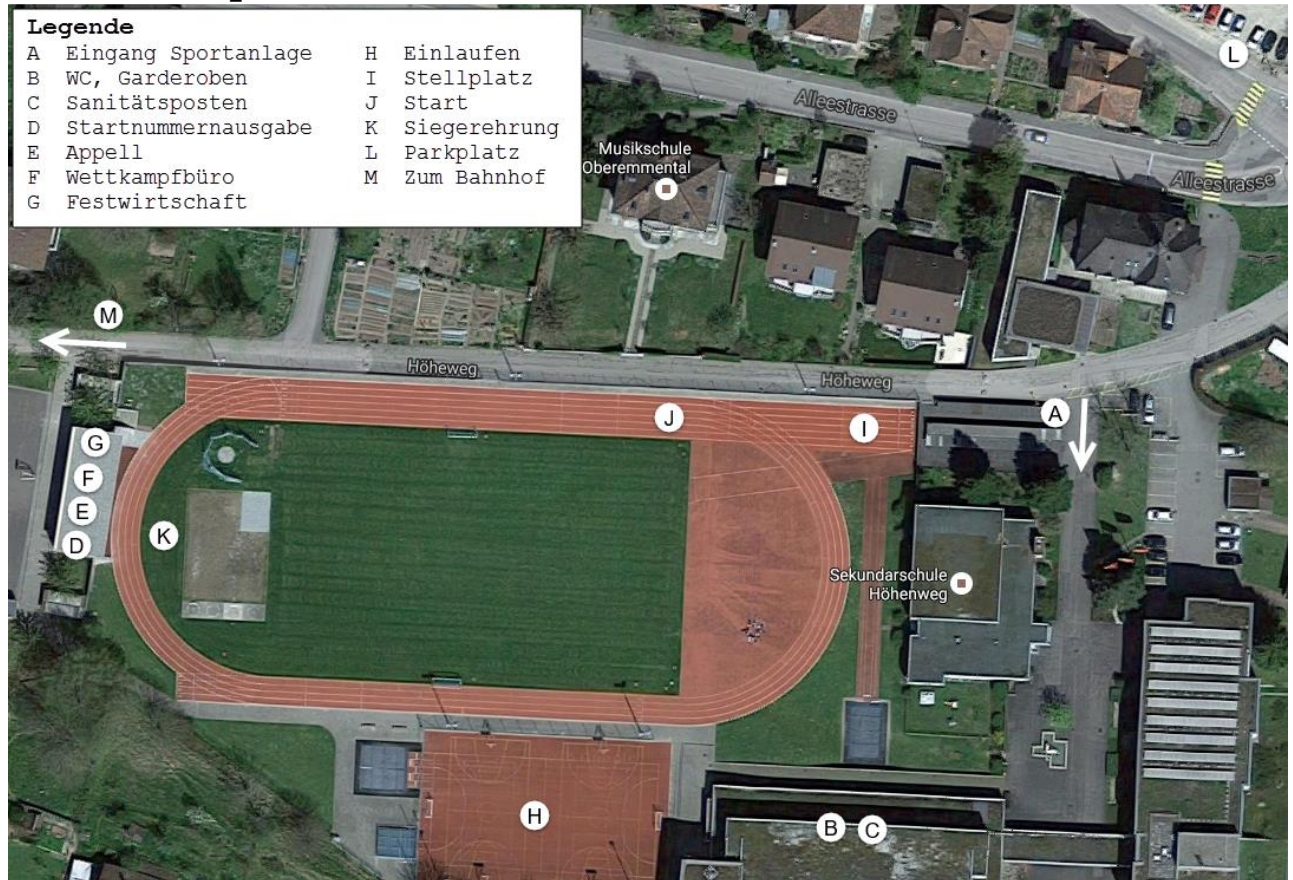 Legende
A Eingang Sportanlage
B WC, Garderoben
C Sanitätsposten
D Startnummernausgabe
E Appell
F Wettkampfbüro
G Festwirtschaft
H Einlaufen
I Stellplatz
J Start
K Siegerehrung
L Parkplatz
M Zum Bahnhof
L
Alleestrasse
Musikschule
Oberemmental
Alleestrasse
M
Höheweg
Höheweg
A
J
I
G
F
E
D
K
Sekundarschule
Höhenweg
H
B
C